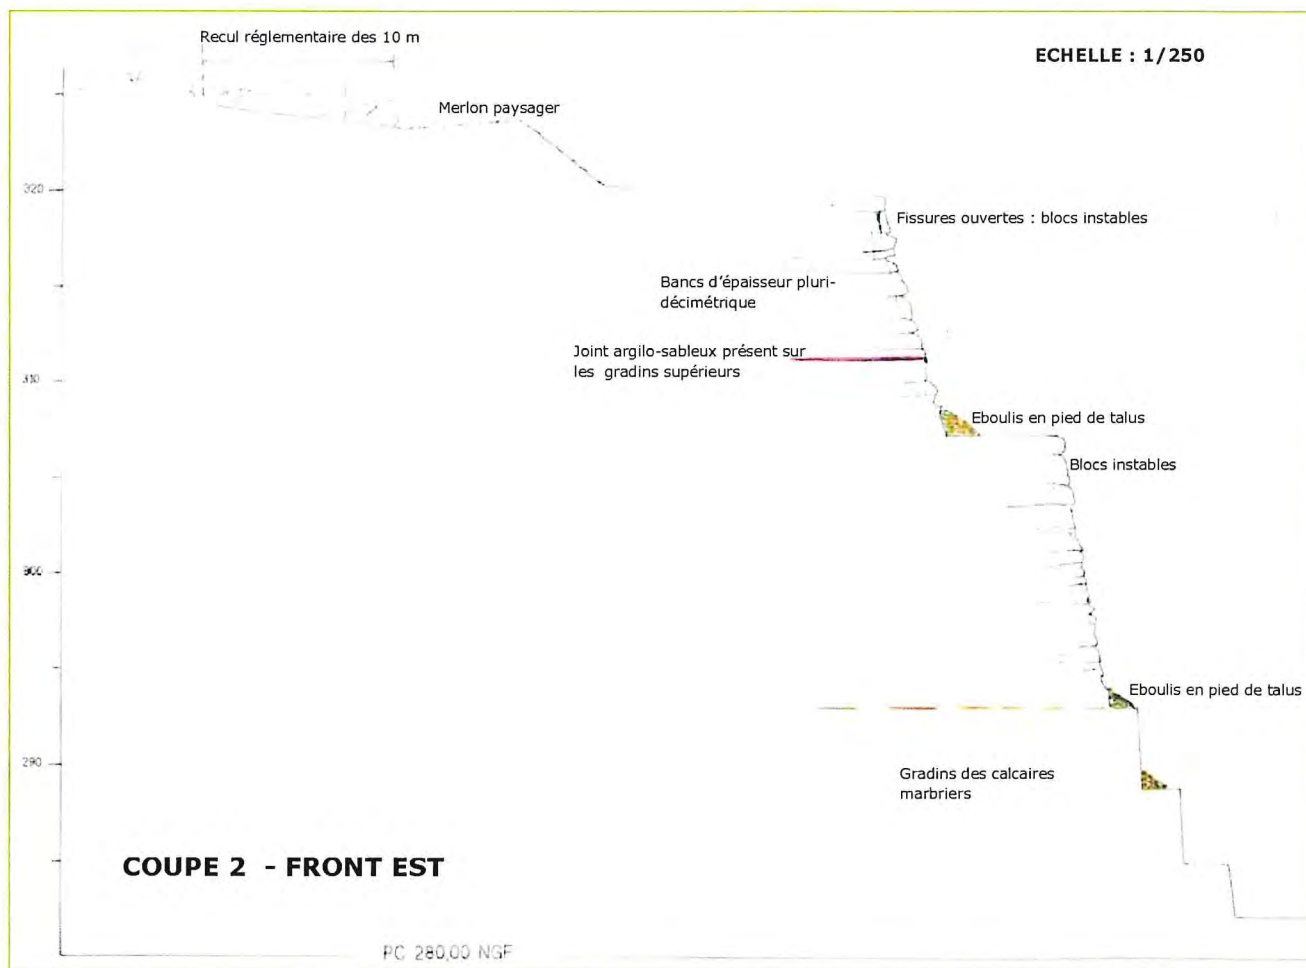 Recul réglementaire des 10 m
ECHELLE : 1/250
Merlon paysager
320
Fissures ouvertes : blocs instables
Bancs d'épaisseur pluri-
décimétrique
Joint argilo-sableux présent sur
les gradins supérieurs
310
Eboulis en pied de talus
Blocs instables
300
Eboulis en pied de talus
290
Gradins des calcaires
marbriers
COUPE 2 - FRONT EST
PC 280,00 NGF